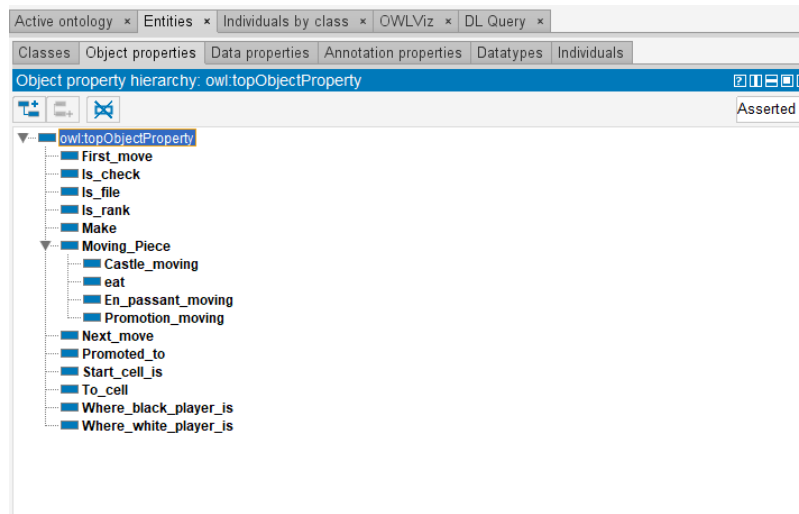 Active ontology × Entities × Individuals by class × OWLViz × DL Query ×
Classes Object properties Data properties Annotation properties Datatypes Individuals
Object property hierarchy: owl:topObjectProperty
Asserted
owl:topObjectProperty
First_move
Is_check
Is_file
Is_rank
Make
Moving_Piece
Castle_moving
eat
En_passant_moving
Promotion_moving
Next_move
Promoted_to
Start_cell_is
To_cell
Where_black_player_is
Where_white_player_is